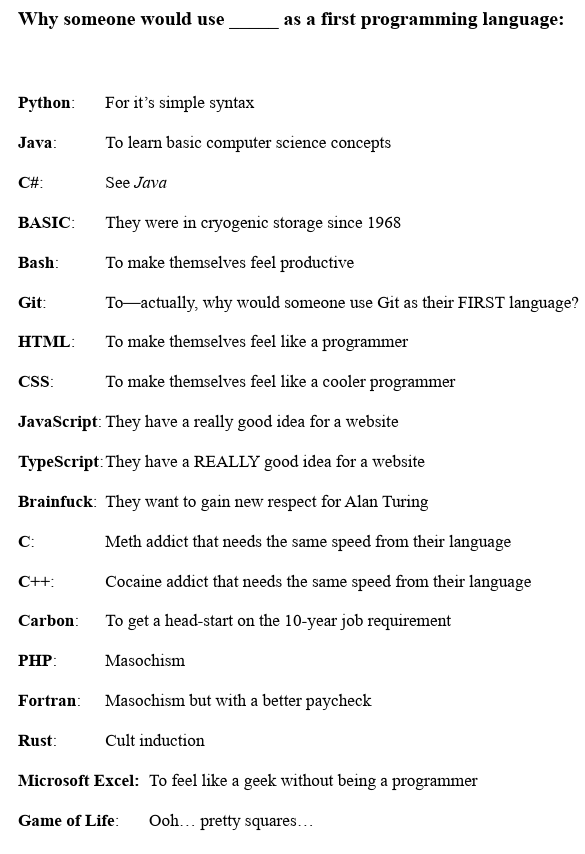 Why someone would use _____ as a first programming language:
Python: For it’s simple syntax
Java: To learn basic computer science concepts
C#: See Java
BASIC: They were in cryogenic storage since 1968
Bash: To make themselves feel productive
Git: To—actually, why would someone use Git as their FIRST language?
HTML: To make themselves feel like a programmer
CSS: To make themselves feel like a cooler programmer
JavaScript: They have a really good idea for a website
TypeScript: They have a REALLY good idea for a website
Brainfuck: They want to gain new respect for Alan Turing
C: Meth addict that needs the same speed from their language
C++: Cocaine addict that needs the same speed from their language
Carbon: To get a head-start on the 10-year job requirement
PHP: Masochism
Fortran: Masochism but with a better paycheck
Rust: Cult induction
Microsoft Excel: To feel like a geek without being a programmer
Game of Life: Ooh… pretty squares…